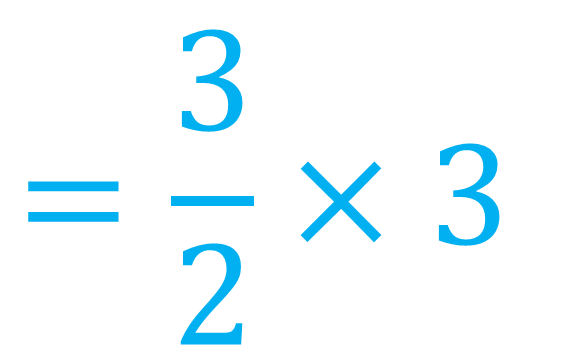 = 3/2 × 3